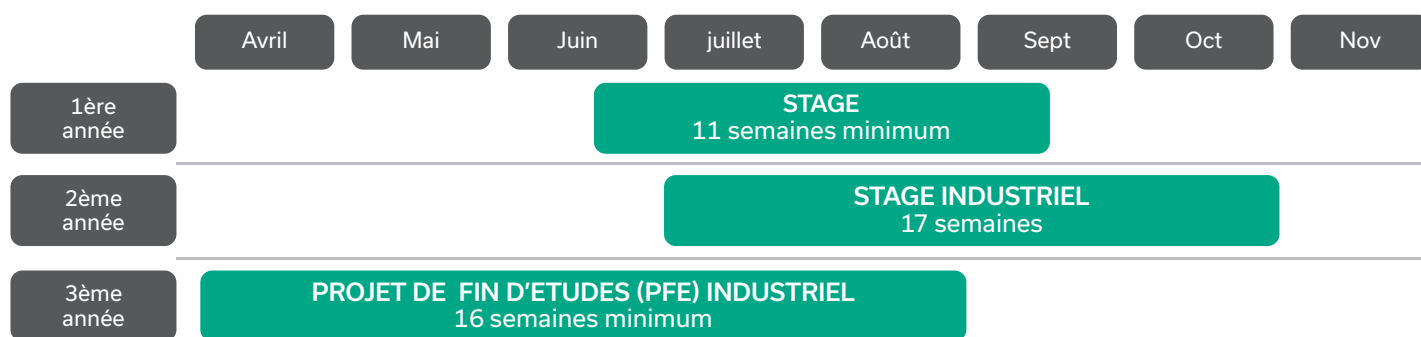 Avril Mai Juin juillet Août Sept Oct Nov
1ère
année
STAGE
11 semaines minimum
2ème
année
STAGE INDUSTRIEL
17 semaines
3ème
année
PROJET DE FIN D'ETUDES (PFE) INDUSTRIEL
16 semaines minimum